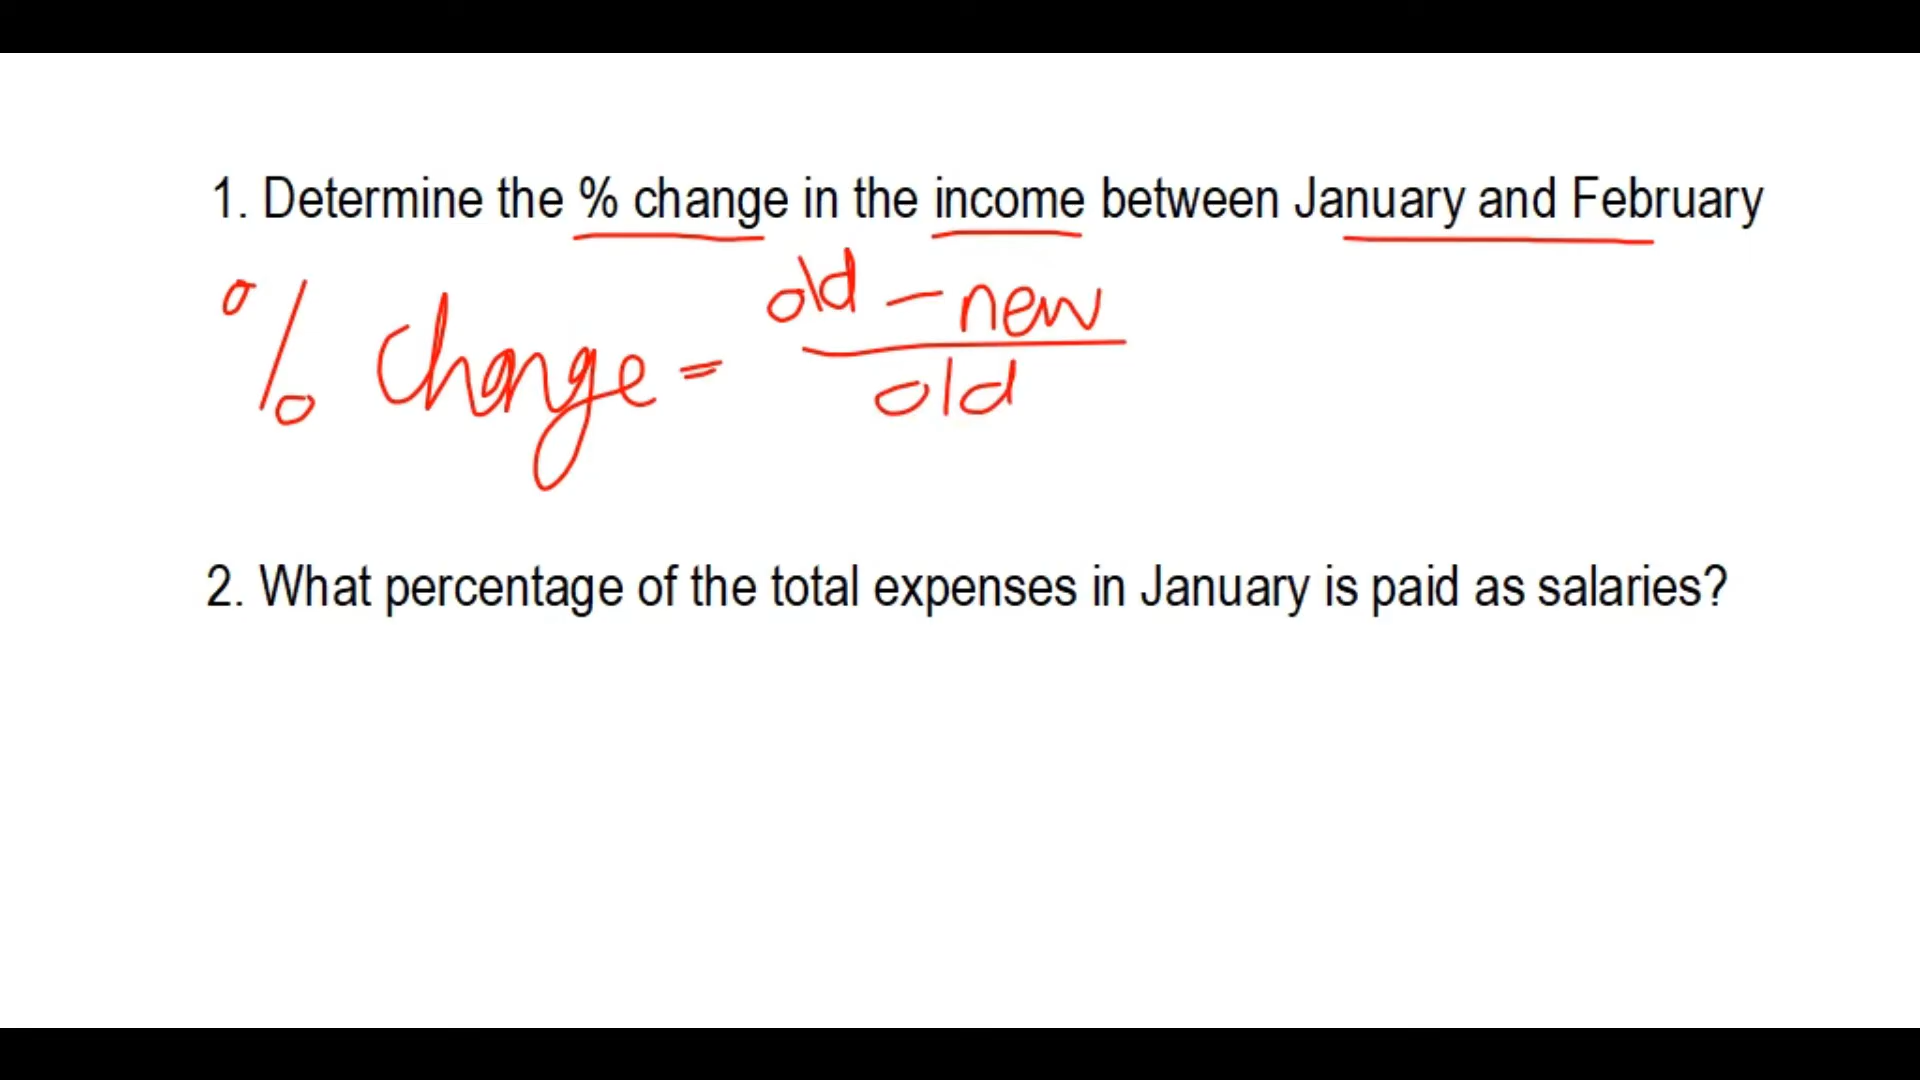 1. Determine the % change in the income between January and February
% change = old - new
old
2. What percentage of the total expenses in January is paid as salaries?